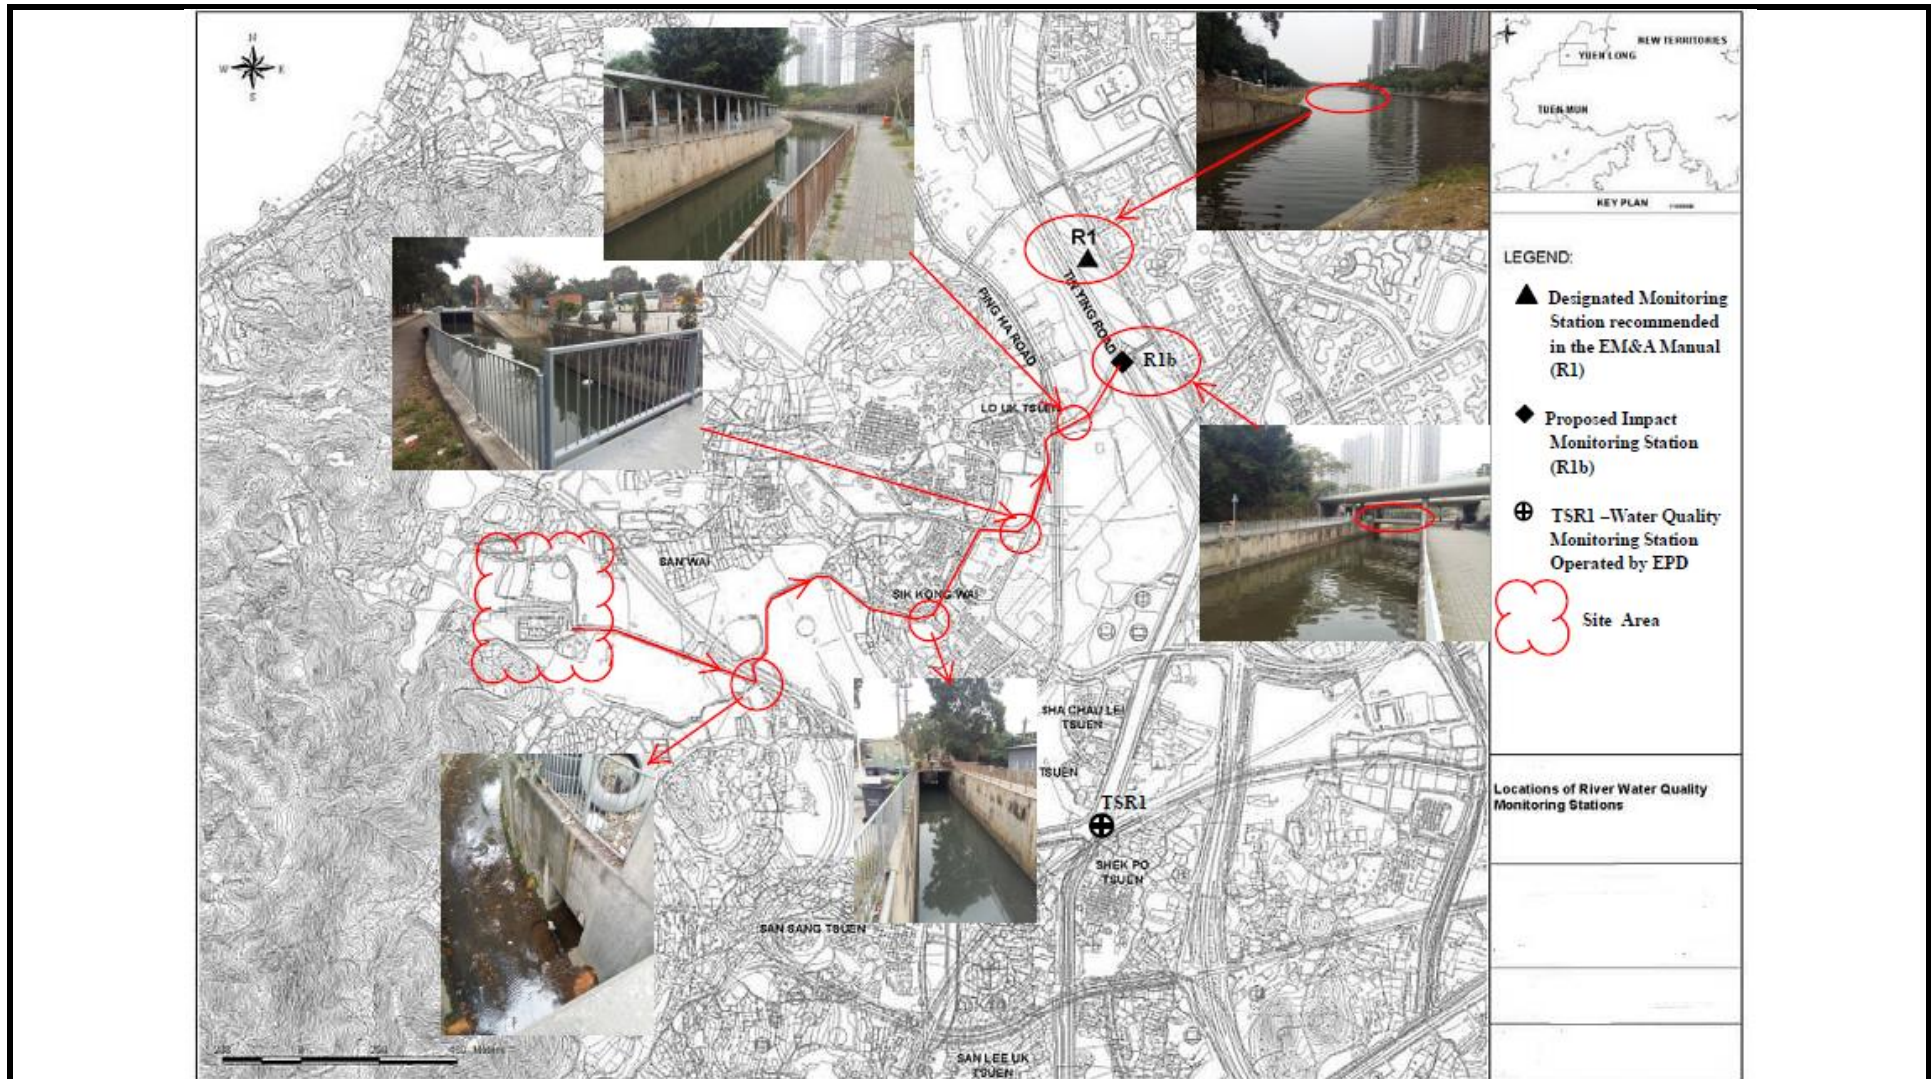 N
W E
S
NEW TERRITORIES
YUEN LONG
TUEN MUN
KEY PLAN
LEGEND:
Designated Monitoring
Station recommended
in the EM&A Manual
(R1)
Proposed Impact
Monitoring Station
(R1b)
TSR1 –Water Quality
Monitoring Station
Operated by EPD
Site Area
Locations of River Water Quality
Monitoring Stations
R1
TIN YING ROAD
PING HA ROAD
R1b
LO UK TSUEN
SAN WAI
SIK KONG WAI
SHA CHAU LEI
TSUEN
TSUEN
TSR1
SHEK PO
TSUEN
SAN SANG TSUEN
SAN LEE UK
TSUEN
Meters